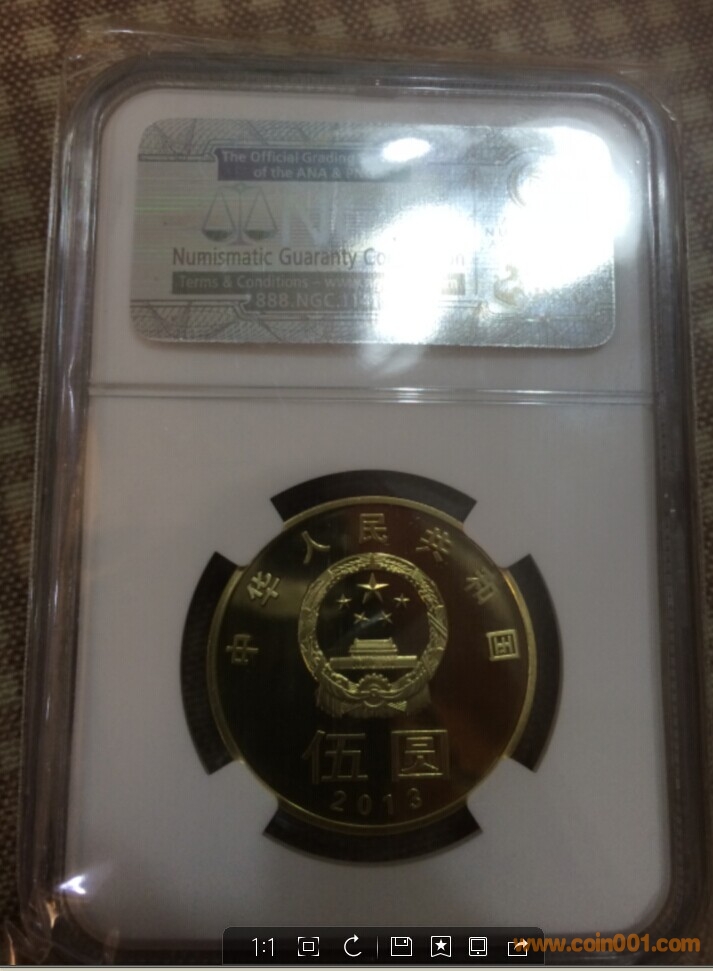 The Official Grading
of the ANA &
N
Numismatic Guaranty
Terms & Conditions – www.
888.NGC.
中华人民共和国
伍圆
2013
1:1
www.coin001.com